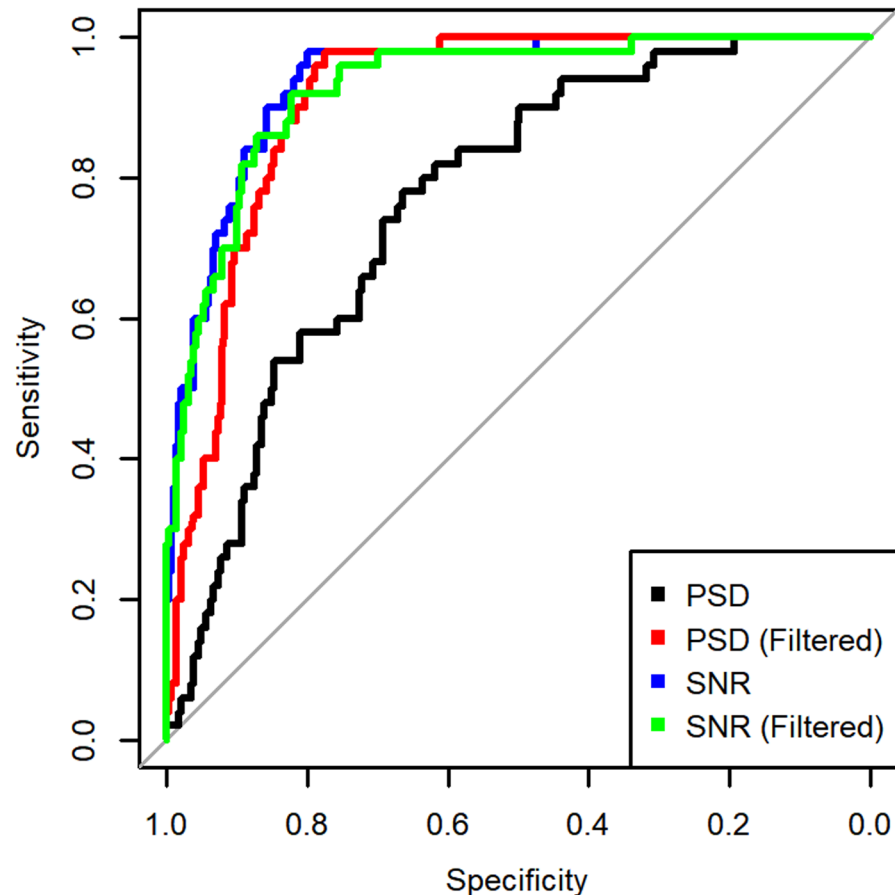 1.0
0.8
0.6
0.4
0.2
0.0
Sensitivity
PSD
PSD (Filtered)
SNR
SNR (Filtered)
1.0 0.8 0.6 0.4 0.2 0.0
Specificity